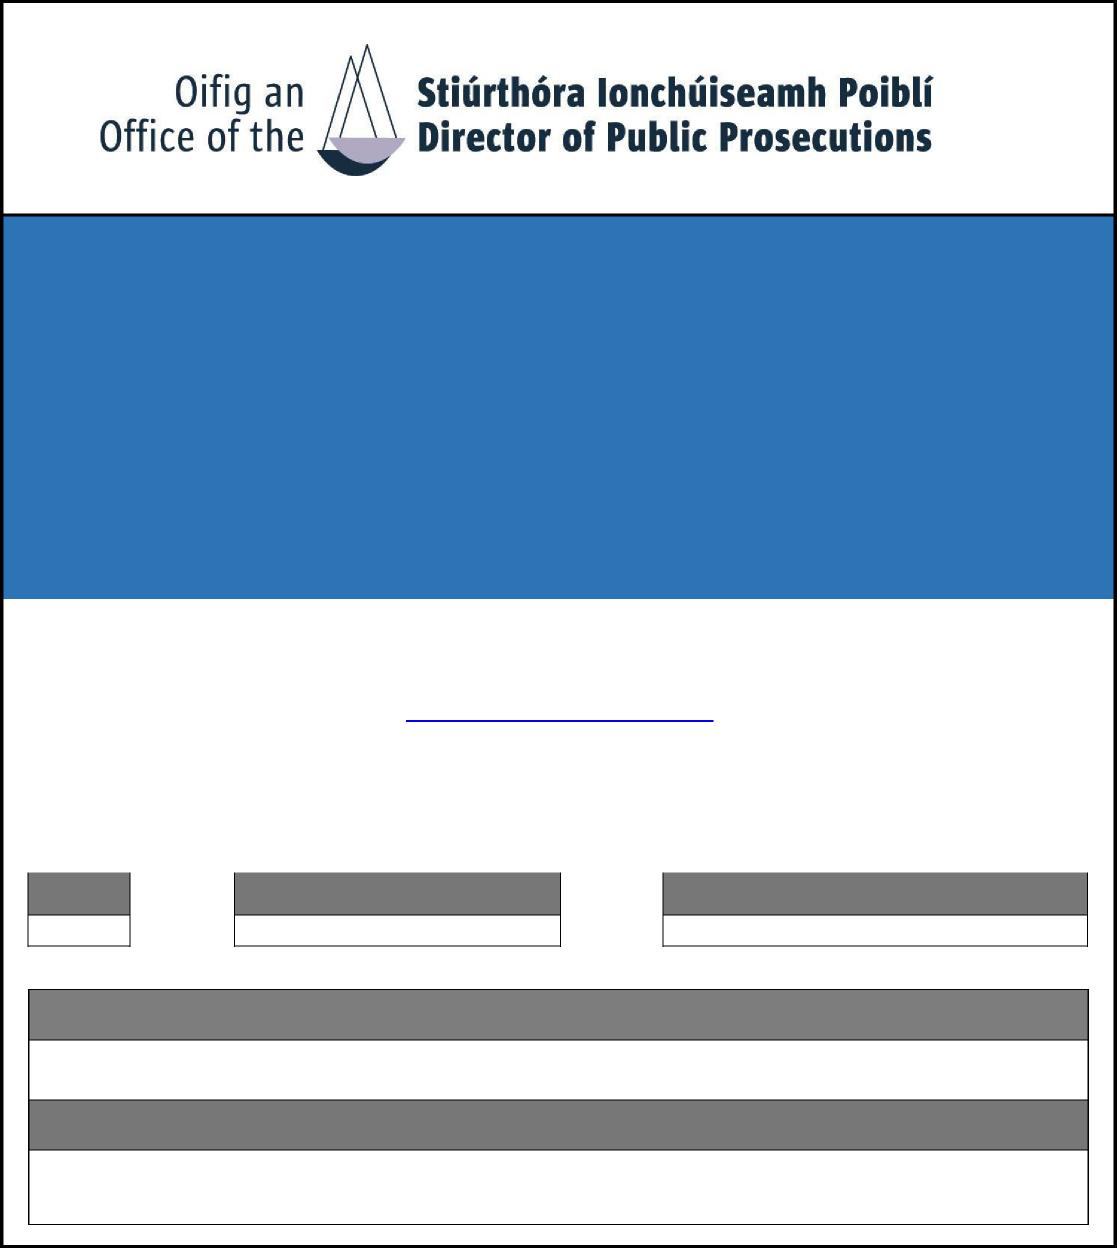 Oifig an Stiúrthóra Ionchúiseamh Poiblí
Office of the Director of Public Prosecutions